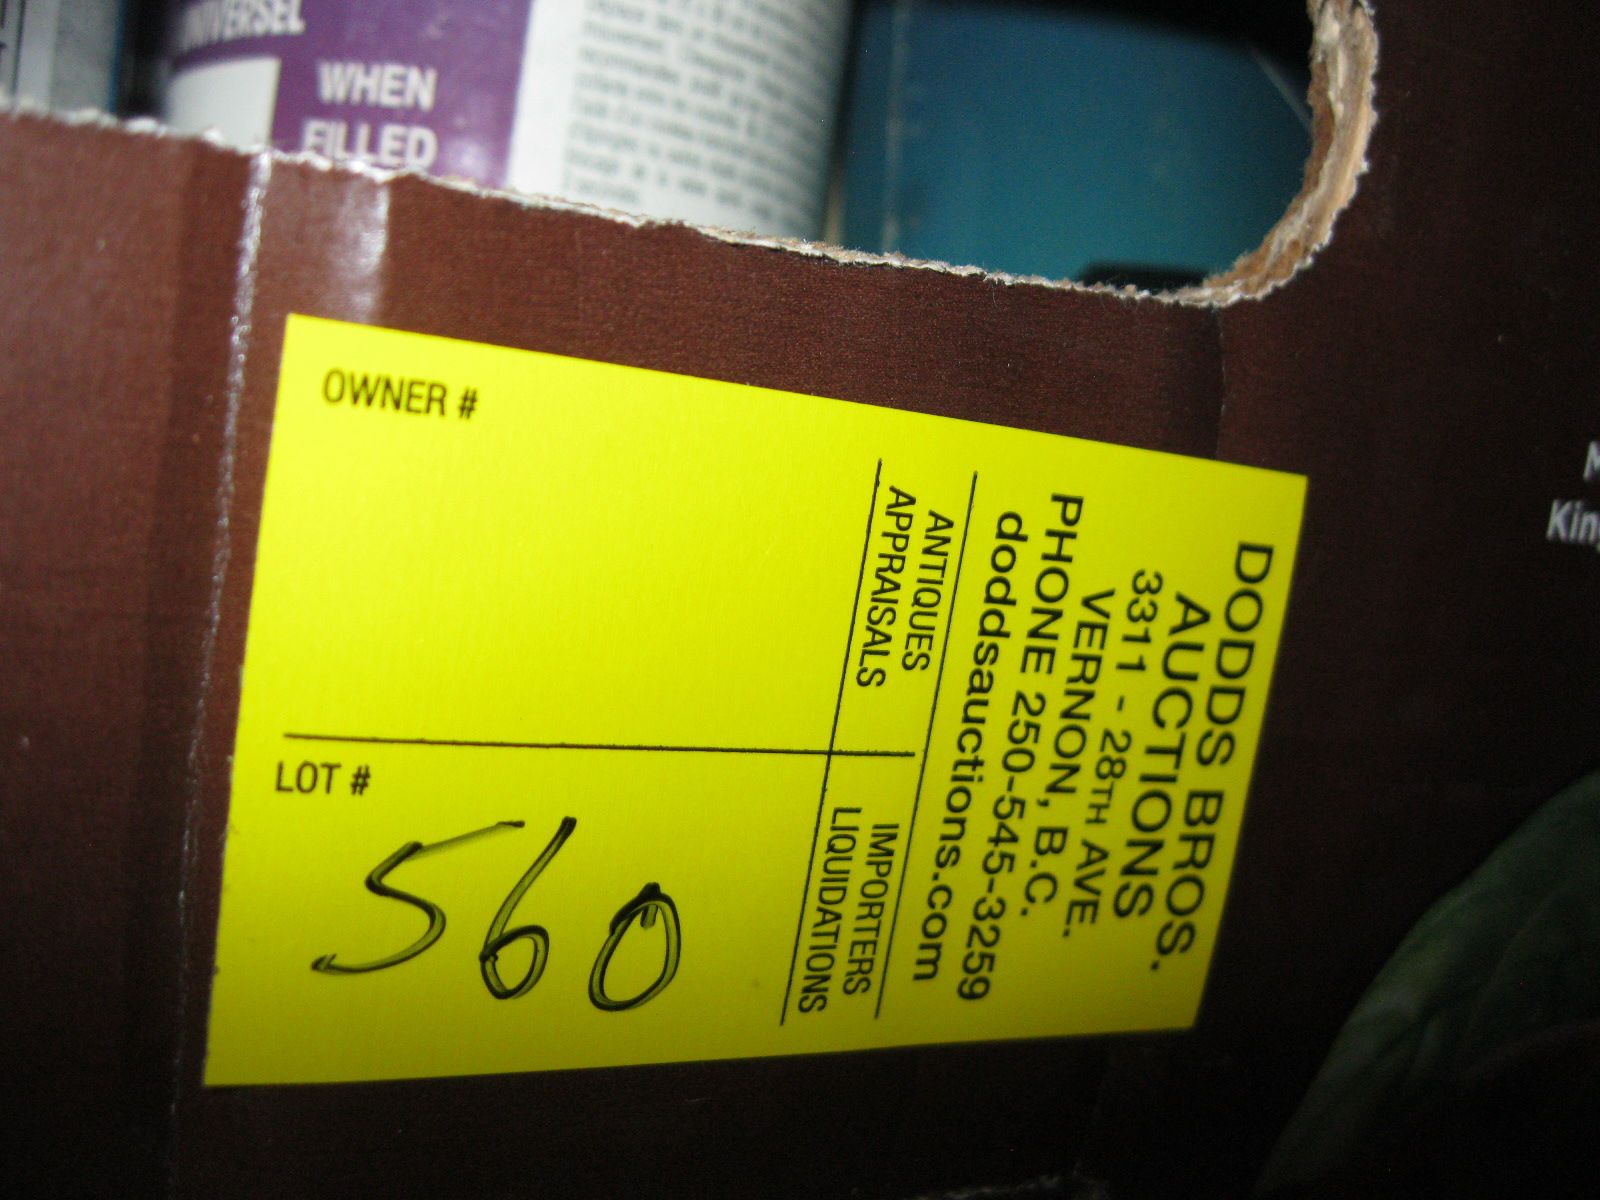 UNIVERSEL
WHEN
FILLED
OWNER #
LOT #
560
DODDS BROS.
AUCTIONS
3311 - 28TH AVE.
VERNON, B.C.
PHONE 250-545-3259
doddsauctions.com
ANTIQUES
APPRAISALS
IMPORTERS
LIQUIDATIONS